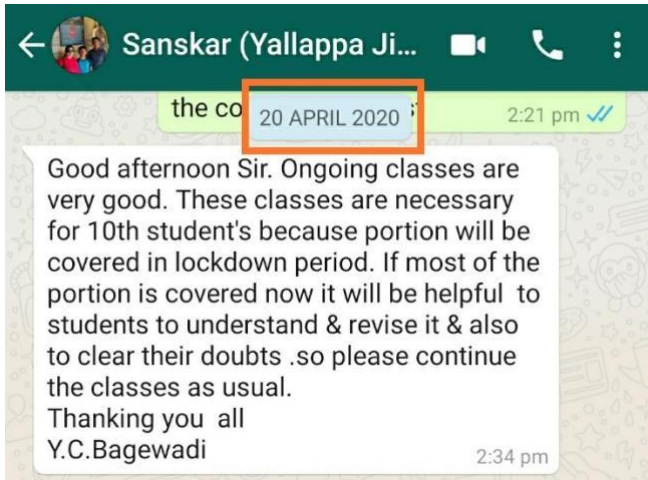 Sanskar (Yallappa Ji...
the co
20 APRIL 2020
2:21 pm
Good afternoon Sir. Ongoing classes are
very good. These classes are necessary
for 10th student's because portion will be
covered in lockdown period. If most of the
portion is covered now it will be helpful  to
students to understand & revise it & also
to clear their doubts .so please continue
the classes as usual.
Thanking you  all
Y.C.Bagewadi
2:34 pm